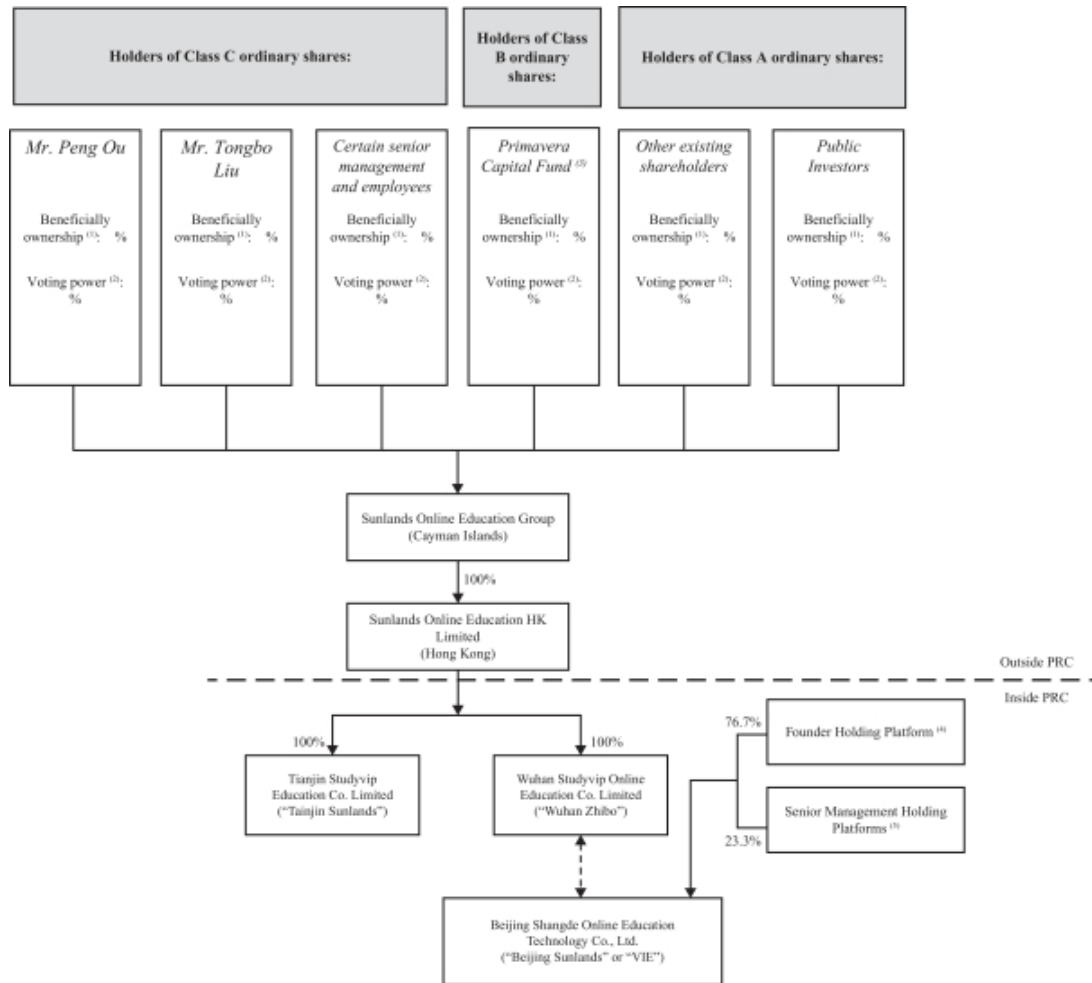 Holders of Class C ordinary shares:
Holders of Class
B ordinary
shares:
Holders of Class A ordinary shares:
Mr. Peng Ou
Beneficially
ownership (1): %
Voting power (2):
%
Mr. Tongbo
Liu
Beneficially
ownership (1): %
Voting power (2):
%
Certain senior
management
and employees
Beneficially
ownership (1): %
Voting power (2):
%
Primavera
Capital Fund (3)
Beneficially
ownership (1): %
Voting power (2):
%
Other existing
shareholders
Beneficially
ownership (1): %
Voting power (2):
%
Public
Investors
Beneficially
ownership (1): %
Voting power (2):
%
Sunlands Online Education Group
(Cayman Islands)
100%
Sunlands Online Education HK
Limited
(Hong Kong)
Outside PRC
Inside PRC
100%
100%
Tianjin Studyvip
Education Co. Limited
(“Tainjin Sunlands”)
Wuhan Studyvip Online
Education Co. Limited
(“Wuhan Zhibo”)
76.7%
Founder Holding Platform (4)
Senior Management Holding
Platforms (5)
23.3%
Beijing Shangde Online Education
Technology Co., Ltd.
(“Beijing Sunlands” or “VIE”)